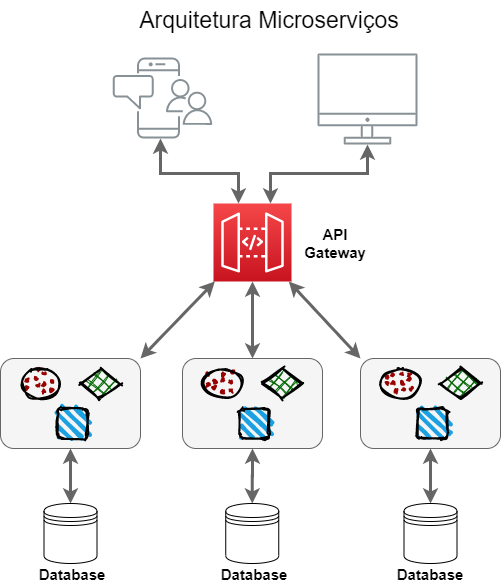 Arquitetura Microserviços
</>
API
Gateway
Database
Database
Database